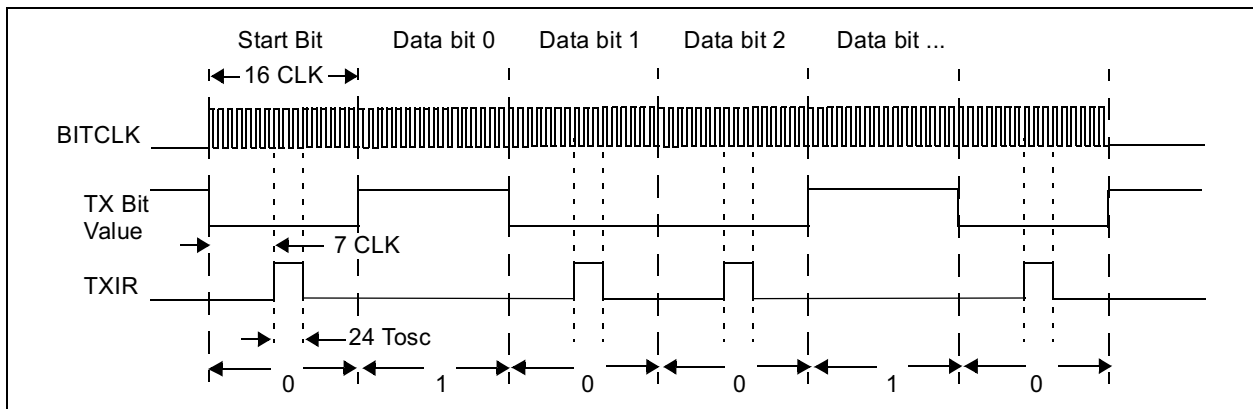 Start Bit Data bit 0 Data bit 1 Data bit 2 Data bit ...
16 CLK
BITCLK
TX Bit
Value
7 CLK
TXIR
24 Tosc
0 1 0 0 1 0